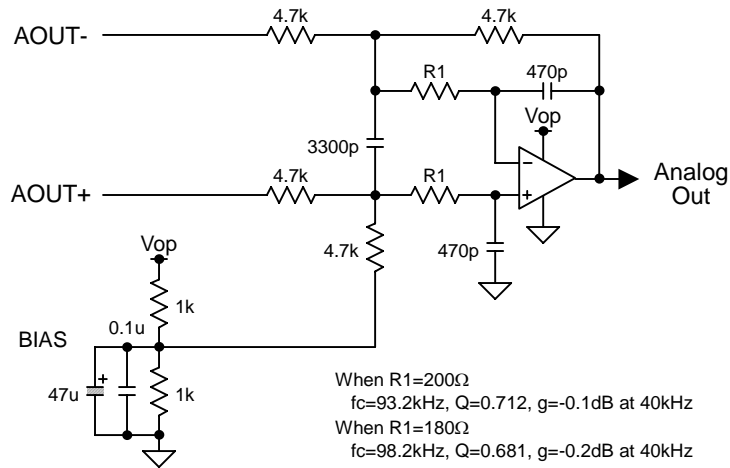 4.7k
4.7k
AOUT-
R1
470p
Vop
3300p
−
4.7k
R1
Analog
Out
AOUT+
+
4.7k
470p
Vop
1k
0.1u
BIAS
+
47u
1k
When R1=200Ω
fc=93.2kHz, Q=0.712, g=-0.1dB at 40kHz
When R1=180Ω
fc=98.2kHz, Q=0.681, g=-0.2dB at 40kHz